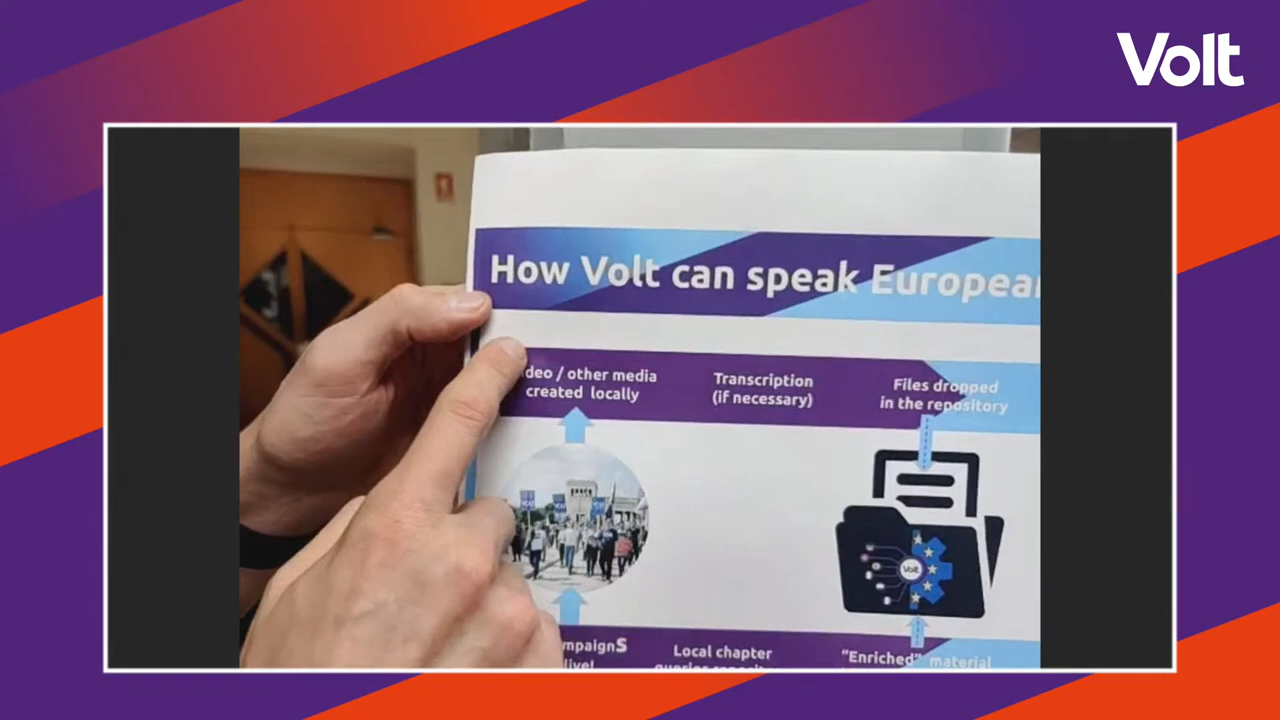 Volt
How Volt can speak Europea
deo / other media
created locally
Transcription
(if necessary)
Files dropped
in the repository
Volt
mpaignS
live!
Local chapter
"Enriched" material